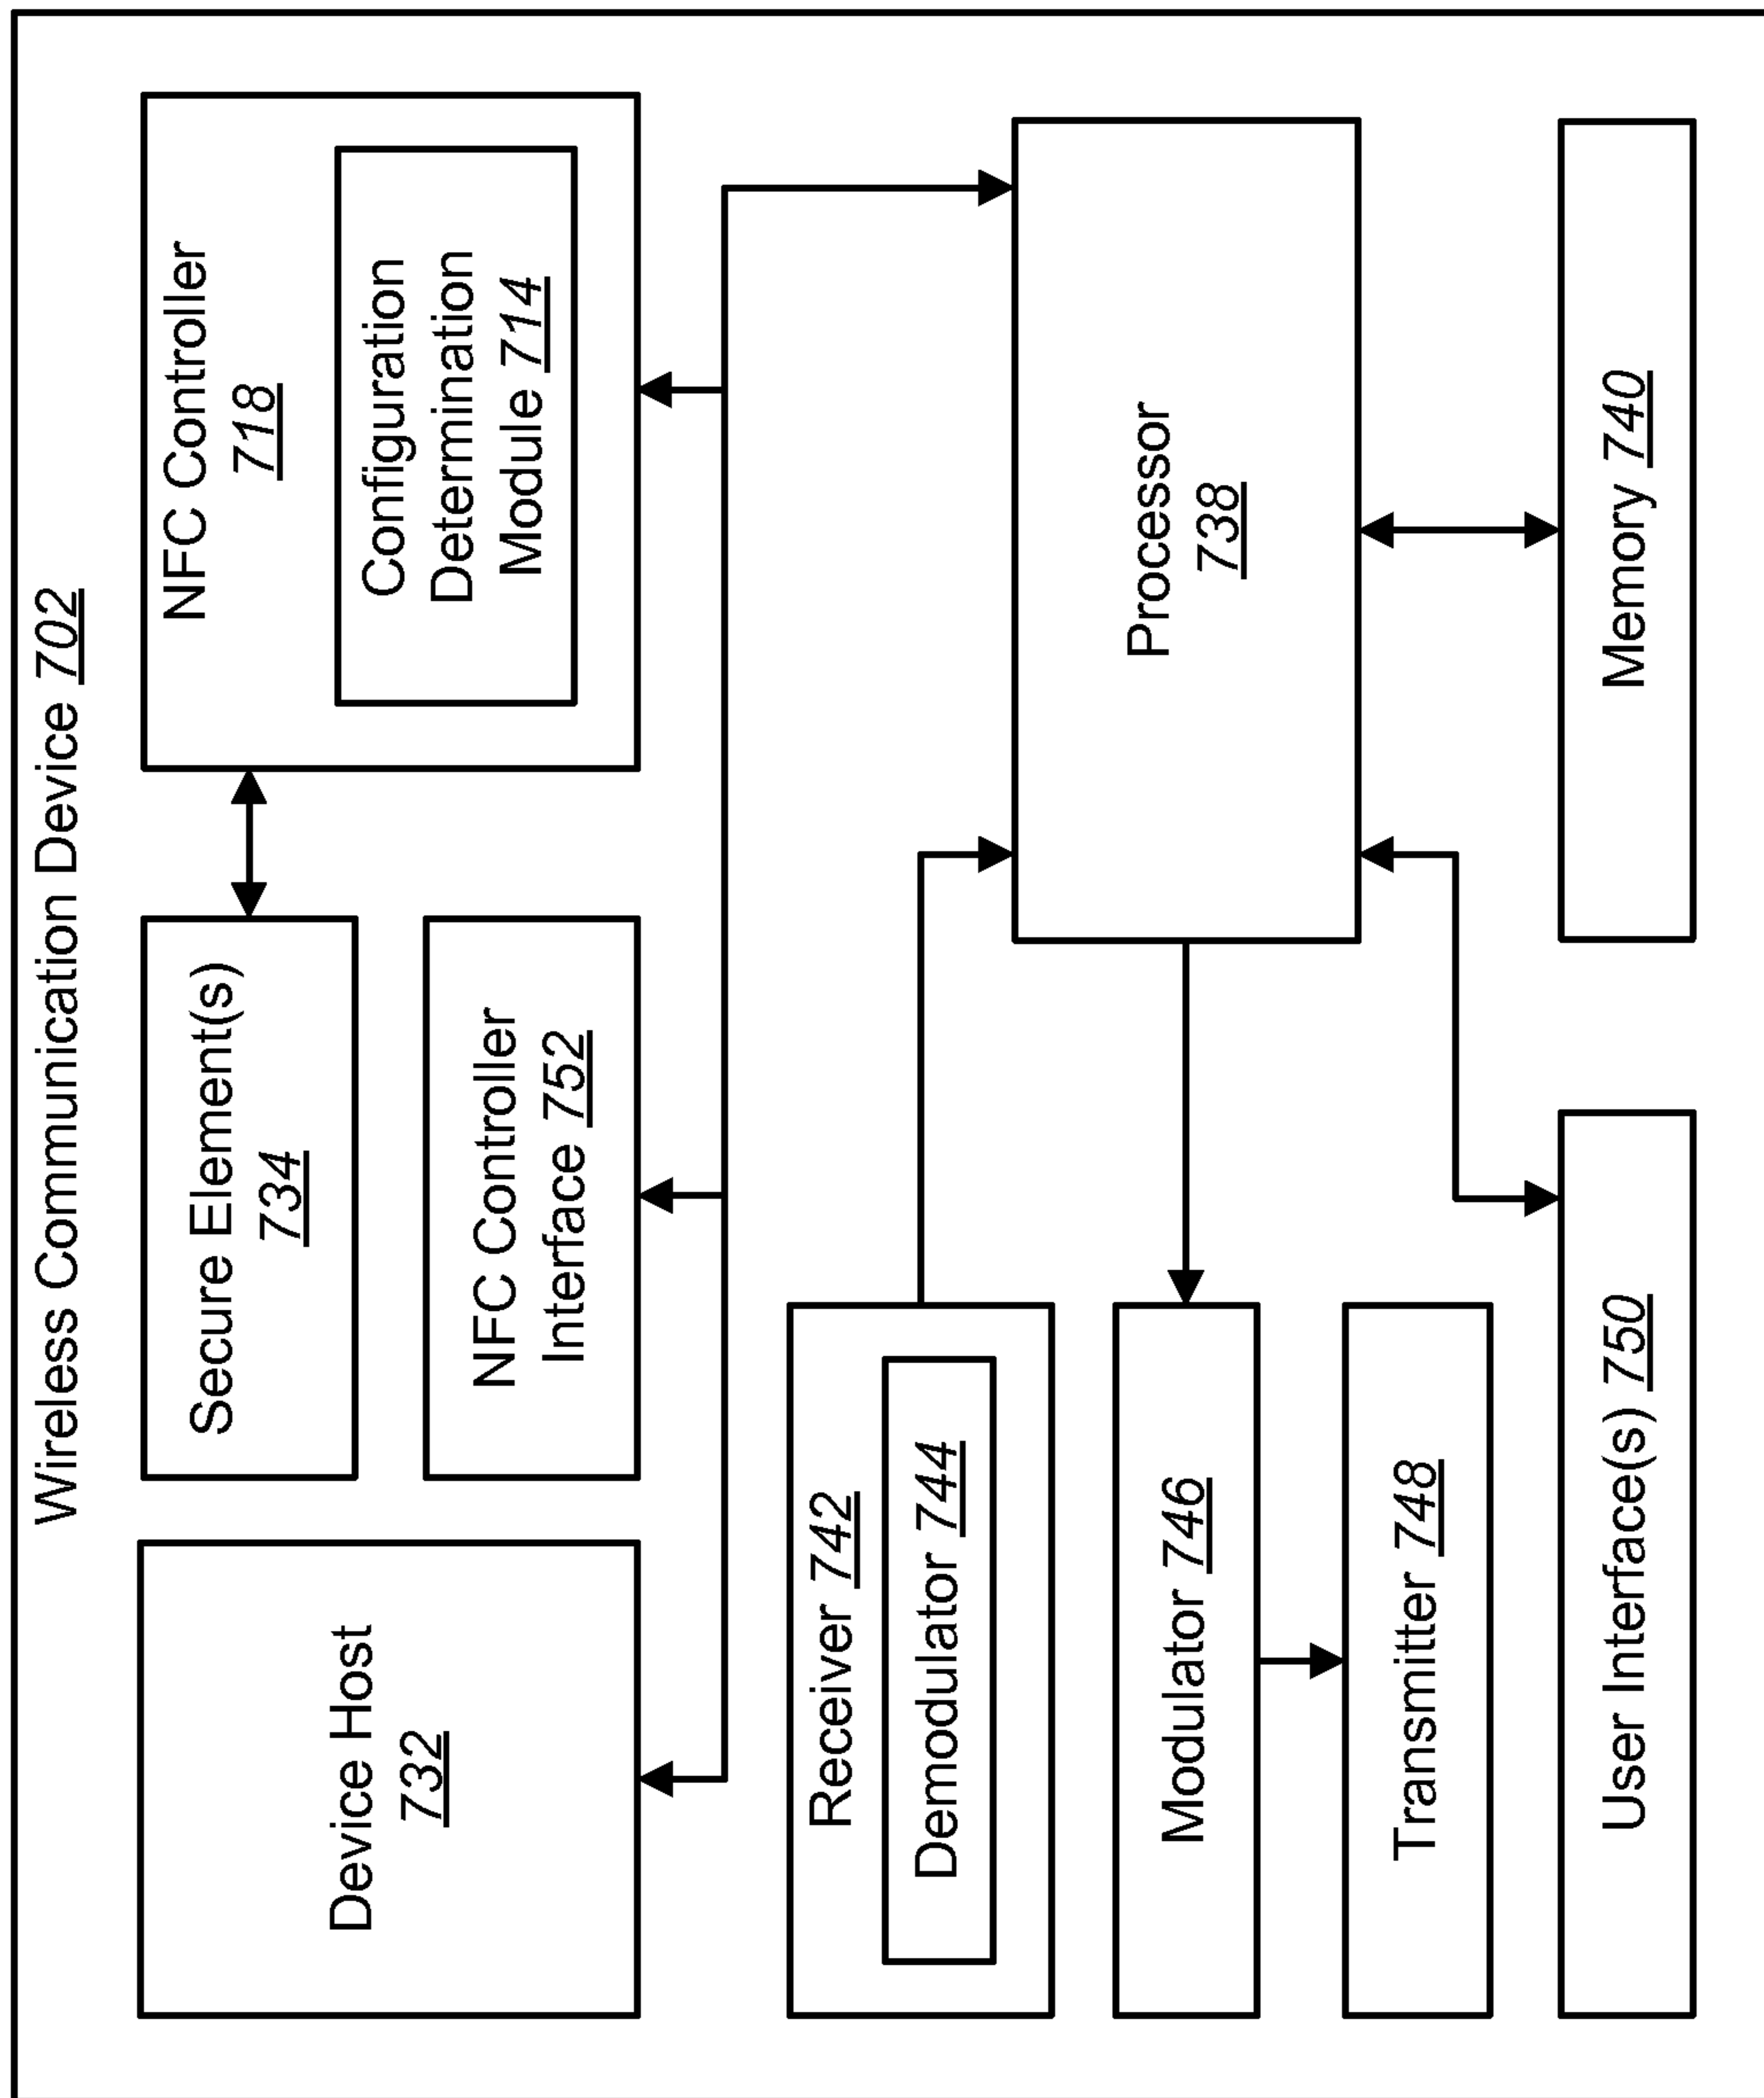 Wireless Communication Device 702
Device Host
732
Secure Element(s)
734
NFC Controller
Interface 752
NFC Controller
718
Configuration
Determination
Module 714
Receiver 742
Demodulator 744
Modulator 746
Transmitter 748
Processor
738
User Interface(s) 750
Memory 740